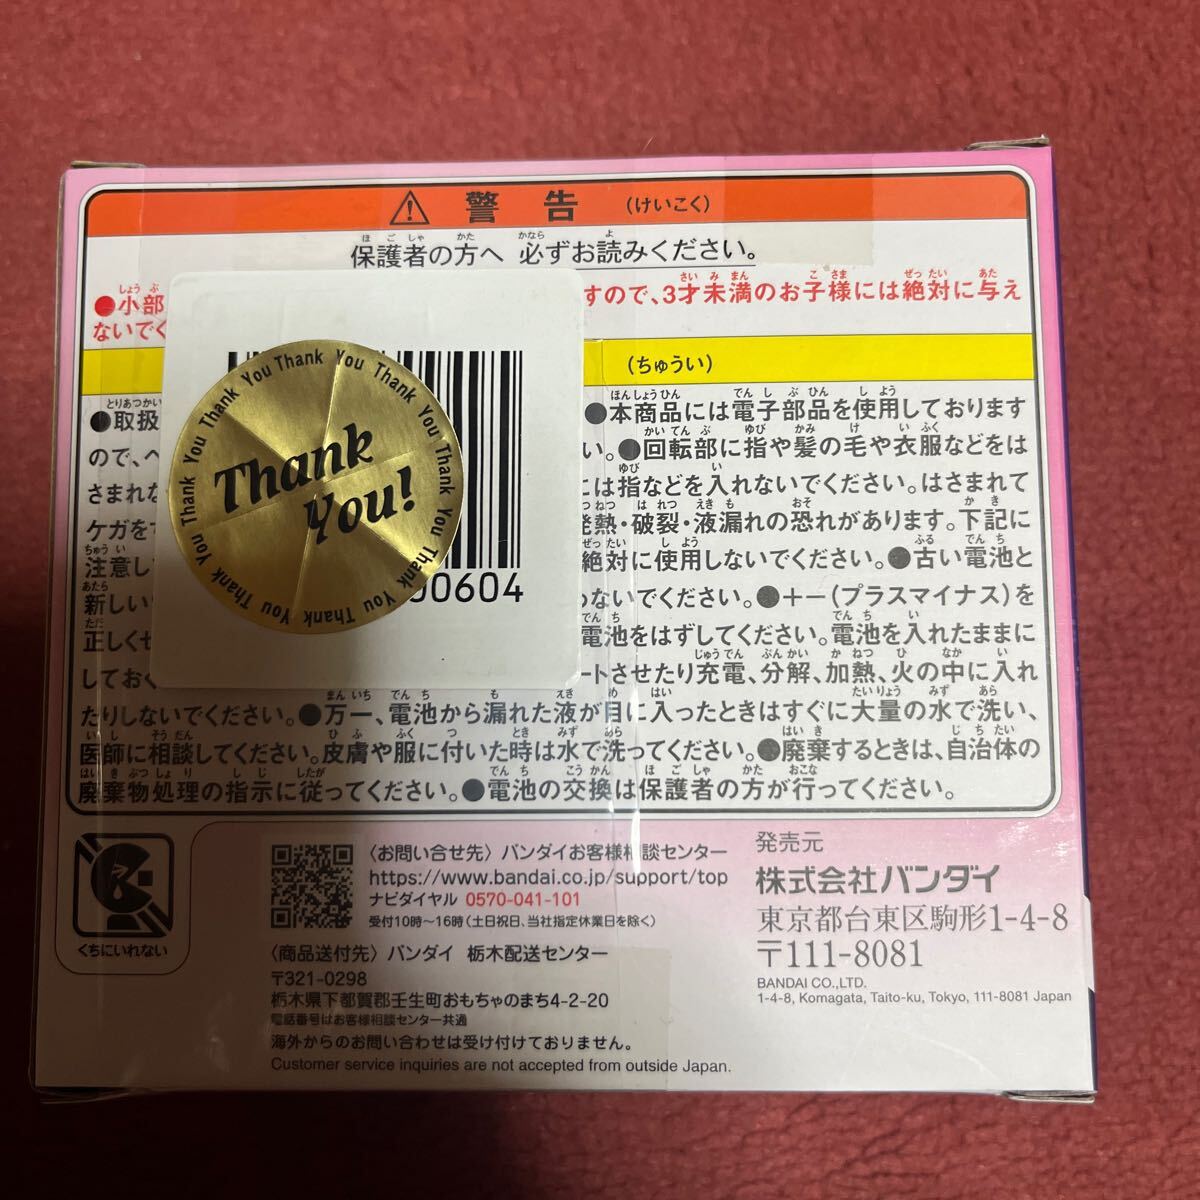 警告 (けいこく)
保護者の方へ 必ずお読みください。
●小部 すので、3才未満のお子様には絶対に与え
ないでく
(ちゅうい)
●取扱 ●本商品には電子部品を使用しております
ので、 い。●回転部に指や髪の毛や衣服などをは
さまれな には指などを入れないでください。はさまれて
ケガをす 発熱・破裂・液漏れの恐れがあります。下記に
注意し 絶対に使用しないでください。●古い電池と
新しい ないでください。●+−(プラスマイナス)を
正しくせ 電池をはずしてください。電池を入れたままに
しておく ートさせたり充電、分解、加熱、火の中に入れ
たりしないでください。●万一、電池から漏れた液が目に入ったときはすぐに大量の水で洗い、
医師に相談してください。皮膚や服に付いた時は水で洗ってください。●廃棄するときは、自治体の
廃棄物処理の指示に従ってください。●電池の交換は保護者の方が行ってください。
Thank You Thank You Thank You Thank You Thank You Thank You Thank You Thank You
Thank
You!
00604
くちにいれない
〈お問い合せ先〉バンダイお客様相談センター
https://www.bandai.co.jp/support/top
ナビダイヤル 0570-041-101
受付10時〜16時(土日祝日、当社指定休業日を除く)
〈商品送付先〉バンダイ 栃木配送センター
〒321-0298
栃木県下都賀郡壬生町おもちゃのまち4-2-20
電話番号はお客様相談センター共通
海外からのお問い合わせは受け付けておりません。
Customer service inquiries are not accepted from outside Japan.
発売元
株式会社バンダイ
東京都台東区駒形1-4-8
〒111-8081
BANDAI CO.,LTD.
1-4-8, Komagata, Taito-ku, Tokyo, 111-8081 Japan